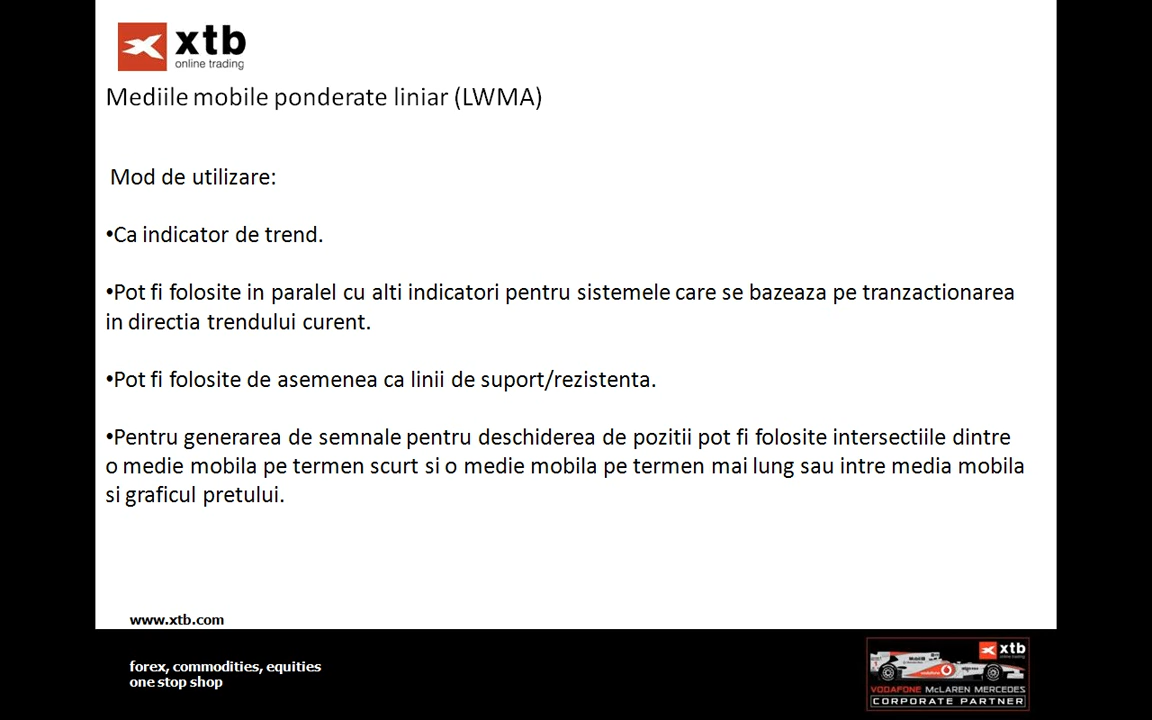 xtb
online trading
Mediile mobile ponderate liniar (LWMA)
Mod de utilizare:
•Ca indicator de trend.
•Pot fi folosite in paralel cu alti indicatori pentru sistemele care se bazeaza pe tranzactionarea
in directia trendului curent.
•Pot fi folosite de asemenea ca linii de suport/rezistenta.
•Pentru generarea de semnale pentru deschiderea de pozitii pot fi folosite intersectiile dintre
o medie mobila pe termen scurt si o medie mobila pe termen mai lung sau intre media mobila
si graficul pretului.
www.xtb.com
forex, commodities, equities
one stop shop
xtb
online trading
VODAFONE McLAREN MERCEDES
CORPORATE PARTNER